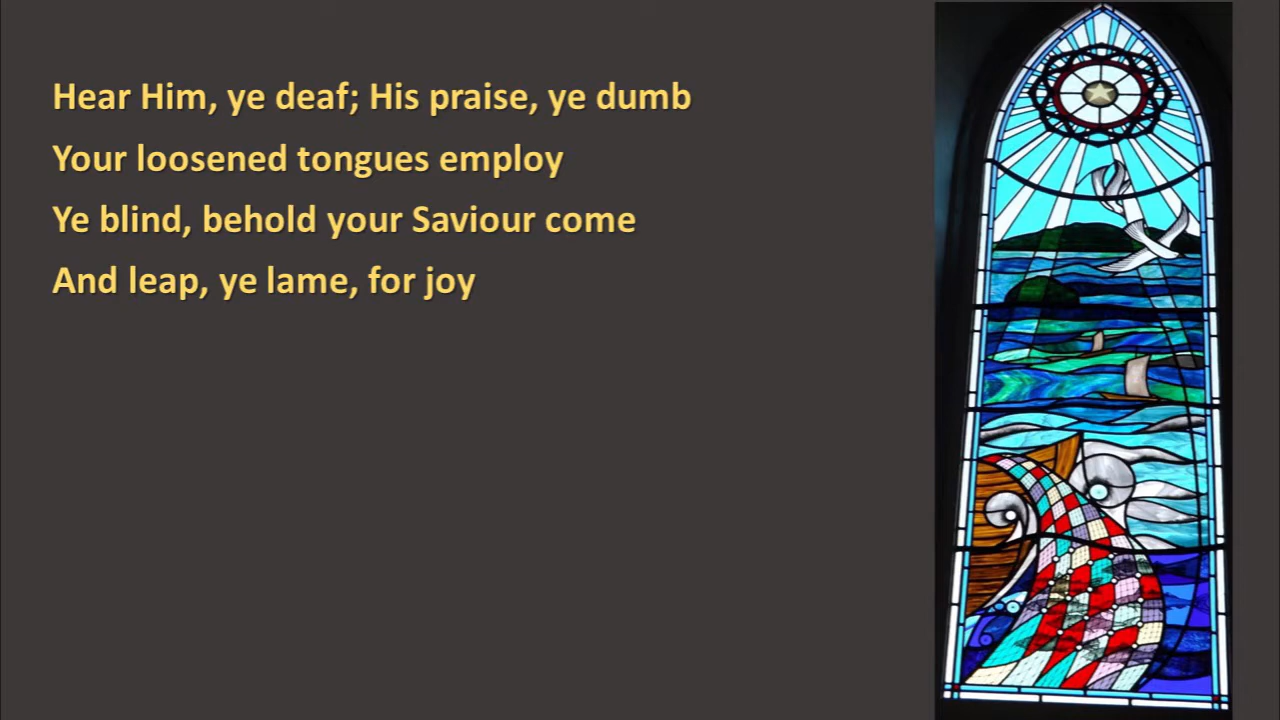 Hear Him, ye deaf; His praise, ye dumb
Your loosened tongues employ
Ye blind, behold your Saviour come
And leap, ye lame, for joy